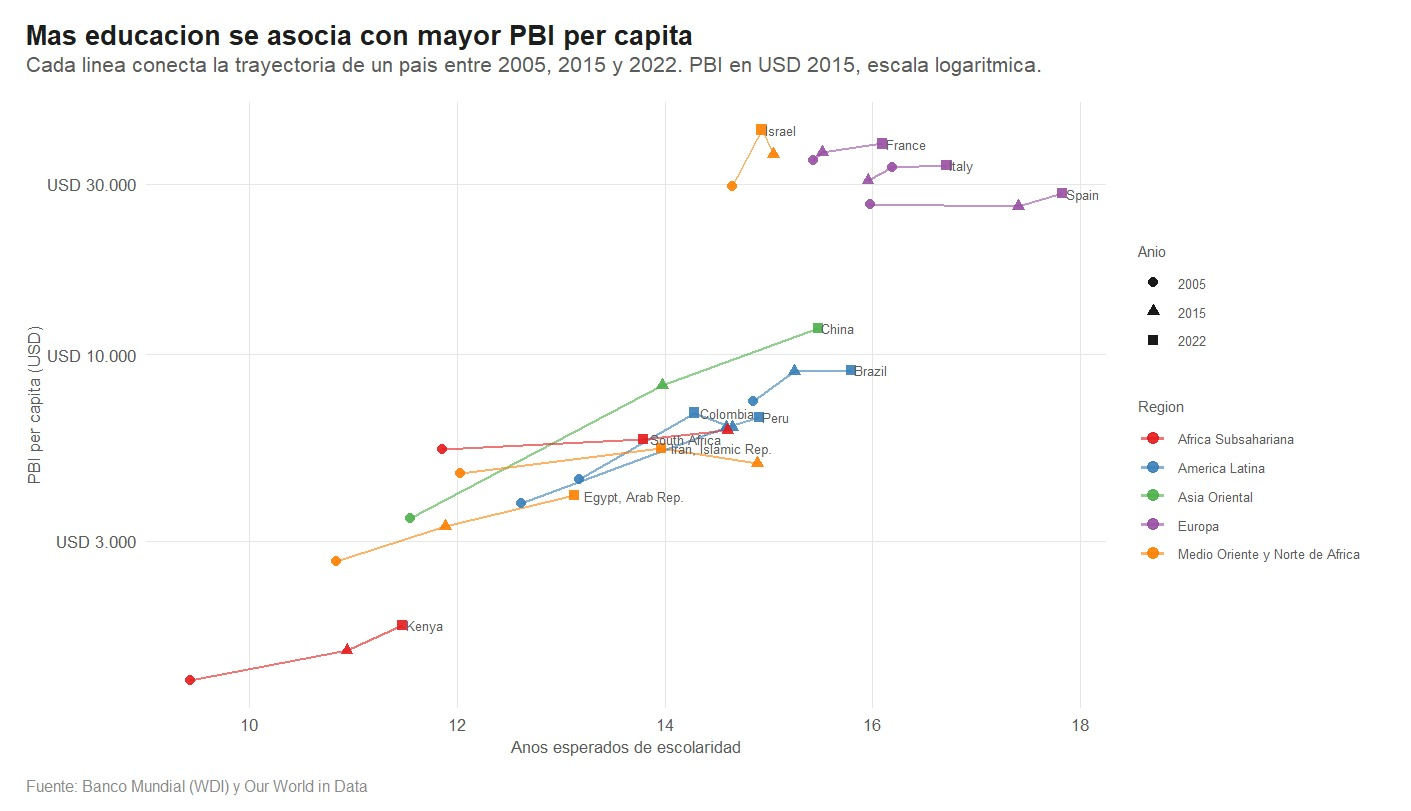 Mas educacion se asocia con mayor PBI per capita
Cada linea conecta la trayectoria de un pais entre 2005, 2015 y 2022. PBI en USD 2015, escala logaritmica.
Israel
France
Italy
USD 30.000
Spain
Anio
2005
2015
2022
China
PBI per capita (USD)
USD 10.000
Brazil
Region
Colombia
Peru
Africa Subsahariana
South Africa
Iran, Islamic Rep.
America Latina
Egypt, Arab Rep.
Asia Oriental
Europa
USD 3.000
Medio Oriente y Norte de Africa
Kenya
10
12
14
16
18
Anos esperados de escolaridad
Fuente: Banco Mundial (WDI) y Our World in Data